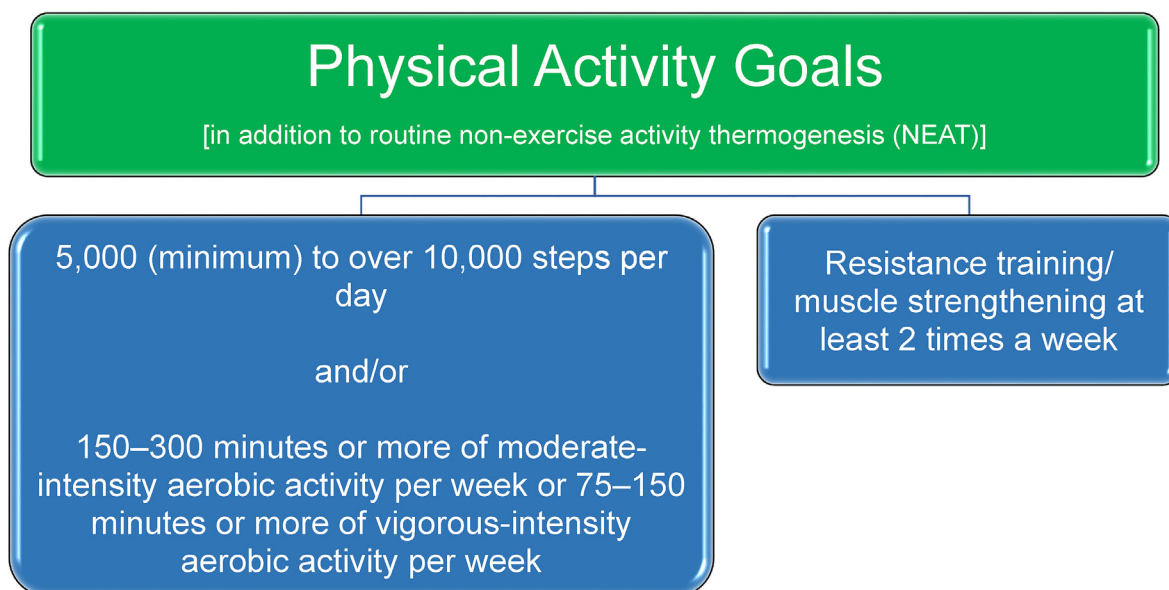 Physical Activity Goals
[in addition to routine non-exercise activity thermogenesis (NEAT)]
5,000 (minimum) to over 10,000 steps per
day
and/or
150–300 minutes or more of moderate-
intensity aerobic activity per week or 75–150
minutes or more of vigorous-intensity
aerobic activity per week
Resistance training/
muscle strengthening at
least 2 times a week